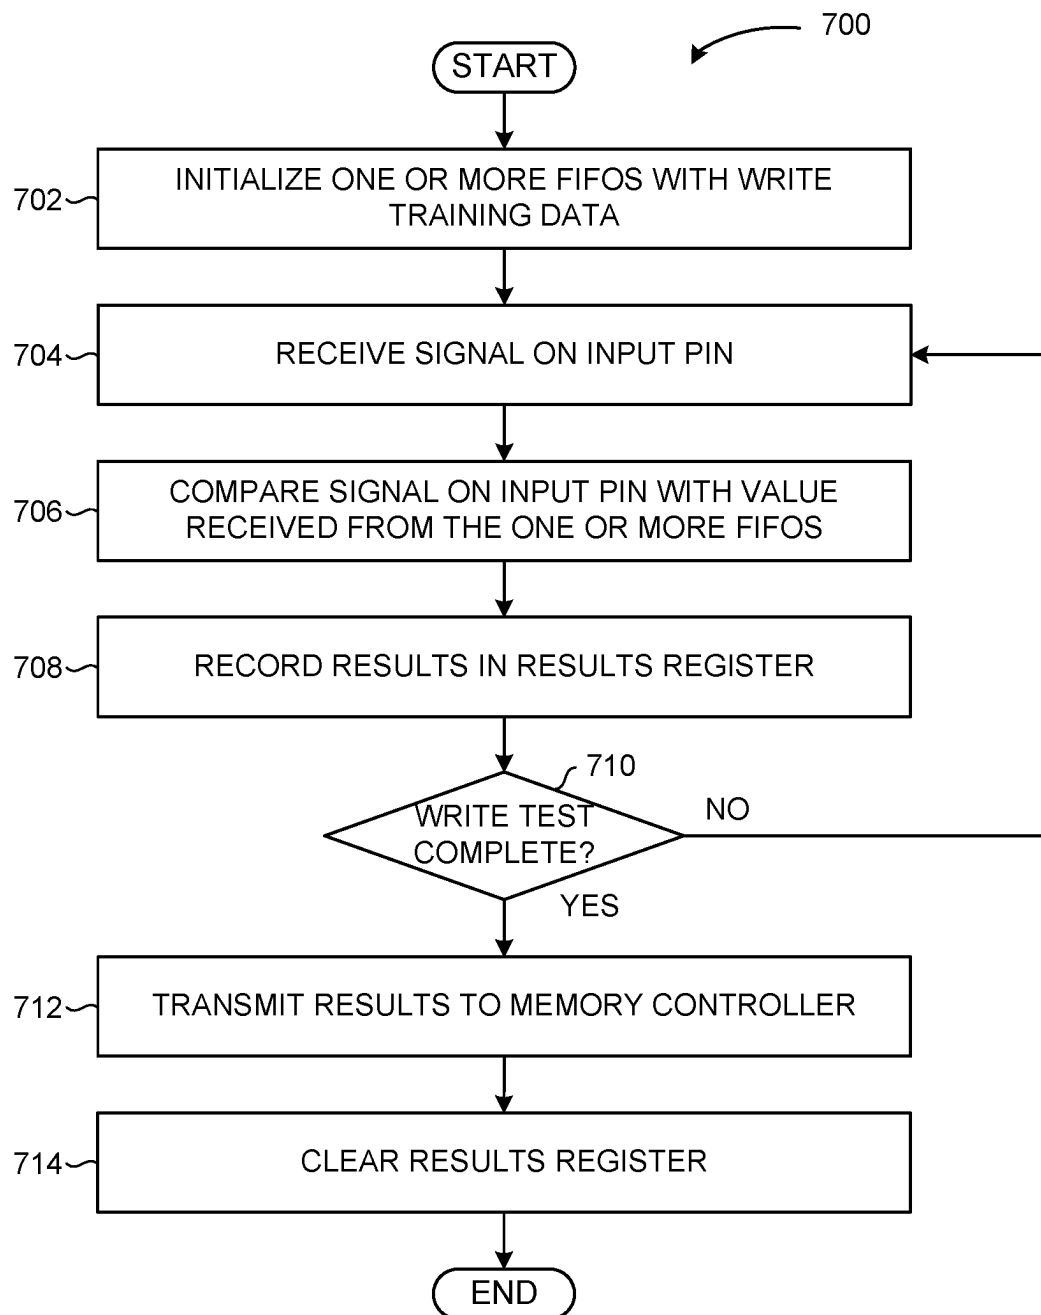 700
START
702
INITIALIZE ONE OR MORE FIFOS WITH WRITE
TRAINING DATA
704
RECEIVE SIGNAL ON INPUT PIN
706
COMPARE SIGNAL ON INPUT PIN WITH VALUE
RECEIVED FROM THE ONE OR MORE FIFOS
708
RECORD RESULTS IN RESULTS REGISTER
710
WRITE TEST
COMPLETE?
NO
YES
712
TRANSMIT RESULTS TO MEMORY CONTROLLER
714
CLEAR RESULTS REGISTER
END